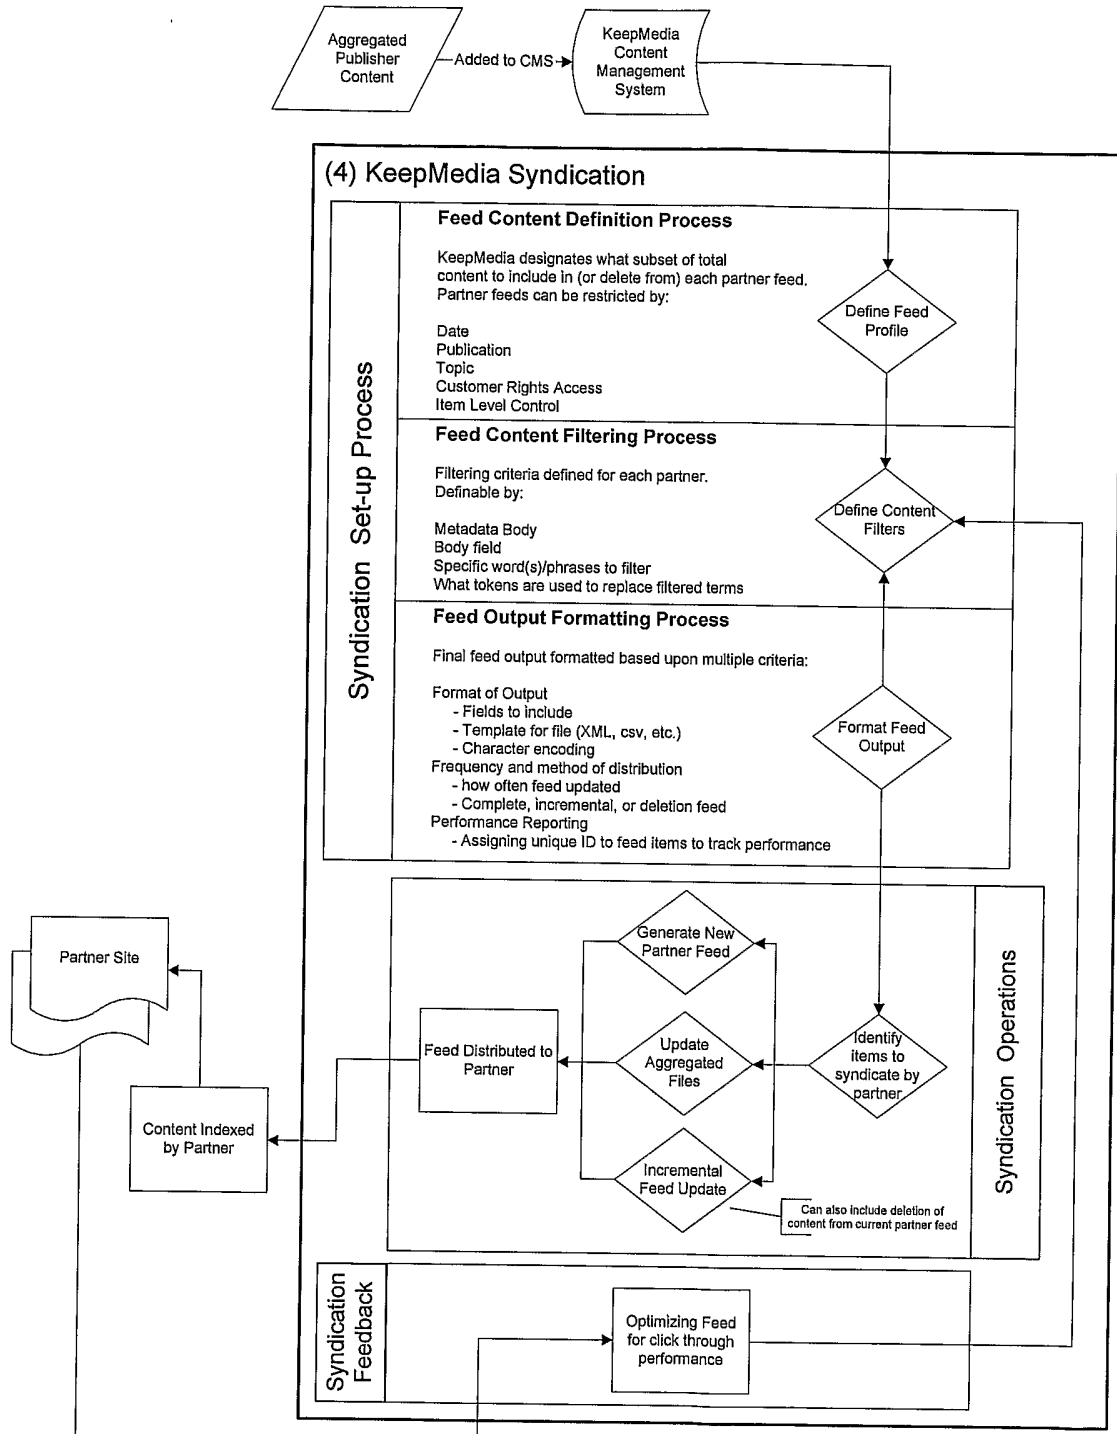 Aggregated
Publisher
Content
Added to CMS
KeepMedia
Content
Management
System
(4) KeepMedia Syndication
Syndication Set-up Process
Feed Content Definition Process
KeepMedia designates what subset of total
content to include in (or delete from) each partner feed.
Partner feeds can be restricted by:
Date
Publication
Topic
Customer Rights Access
Item Level Control
Define Feed
Profile
Feed Content Filtering Process
Filtering criteria defined for each partner.
Definable by:
Metadata Body
Body field
Specific word(s)/phrases to filter
What tokens are used to replace filtered terms
Define Content
Filters
Feed Output Formatting Process
Final feed output formatted based upon multiple criteria:
Format of Output
- Fields to include
- Template for file (XML, csv, etc.)
- Character encoding
Frequency and method of distribution
- how often feed updated
- Complete, incremental, or deletion feed
Performance Reporting
- Assigning unique ID to feed items to track performance
Format Feed
Output
Syndication Operations
Identify
items to
syndicate by
partner
Generate New
Partner Feed
Update
Aggregated
Files
Incremental
Feed Update
Can also include deletion of
content from current partner feed
Feed Distributed to
Partner
Content Indexed
by Partner
Partner Site
Syndication
Feedback
Optimizing Feed
for click through
performance